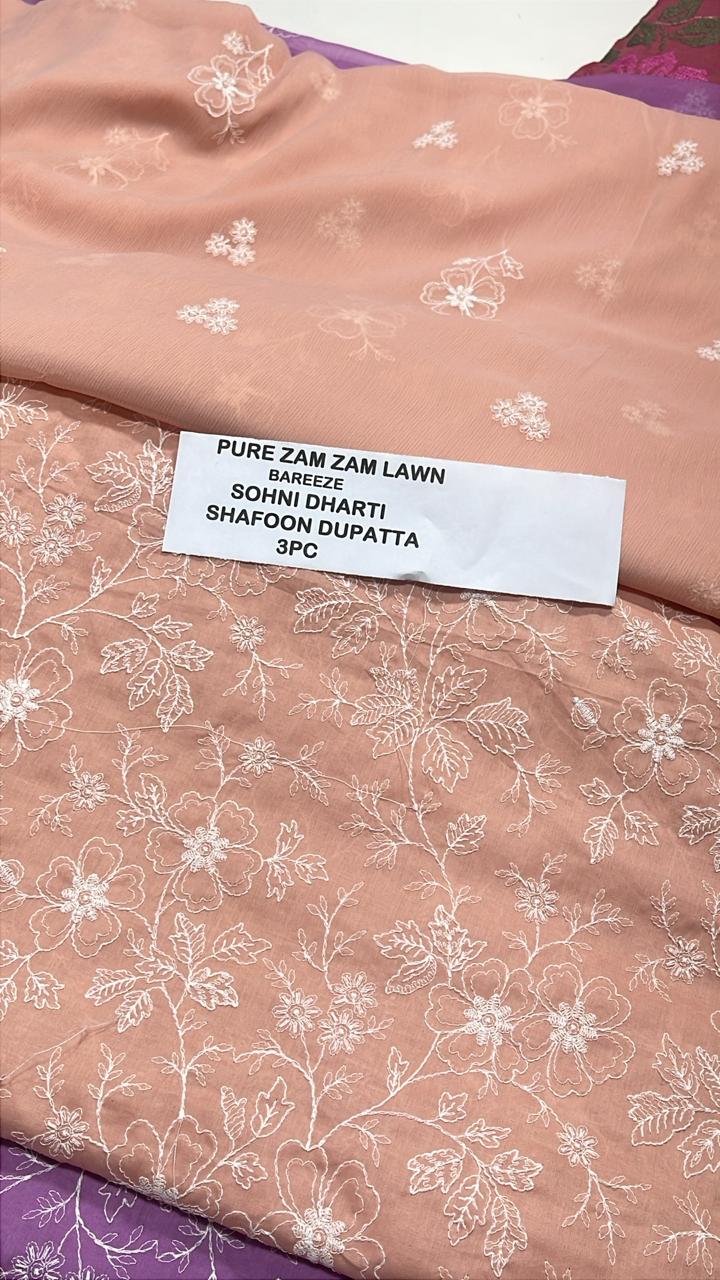 PURE ZAM ZAM LAWN
BAREEZE
SOHNI DHARTI
SHAFOON DUPATTA
3PC